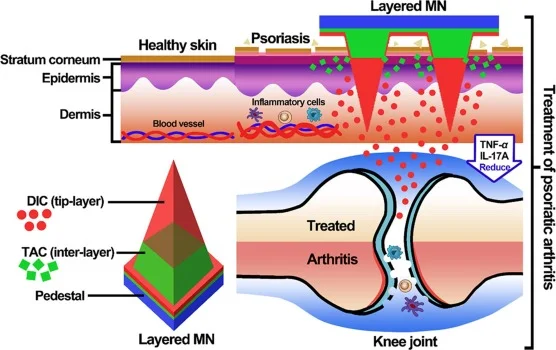 Layered MN
Healthy skin
Psoriasis
Stratum corneum
Epidermis
Dermis
Inflammatory cells
Blood vessel
TNF-α
IL-17A
Reduce
DIC (tip-layer)
TAC (inter-layer)
Pedestal
Layered MN
Treated
Arthritis
Knee joint
Treatment of psoriatic arthritis